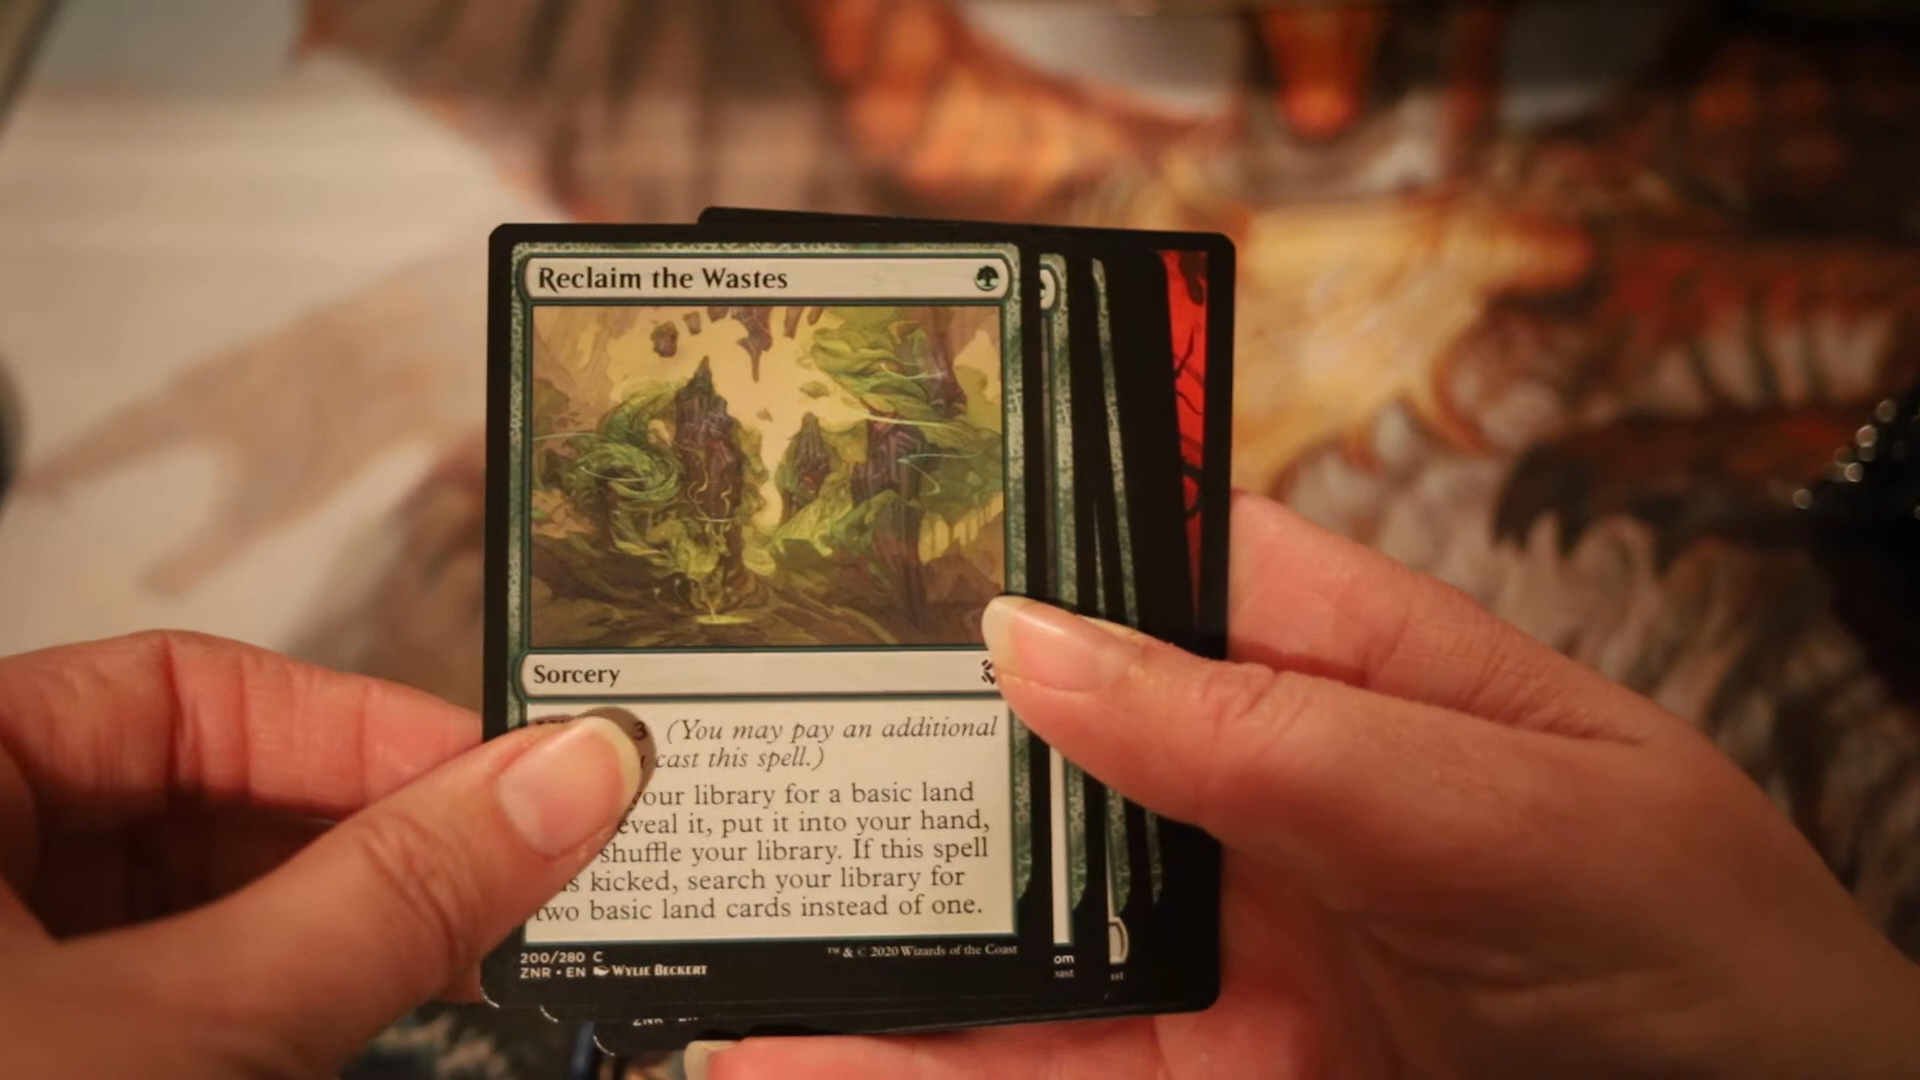 Reclaim the Wastes
Sorcery
3 (You may pay an additional
cast this spell.)
your library for a basic land
reveal it, put it into your hand,
shuffle your library. If this spell
kicked, search your library for
two basic land cards instead of one.
200/280 C
ZNR • EN WYLIE BECKERT
™ & © 2020 Wizards of the Coast